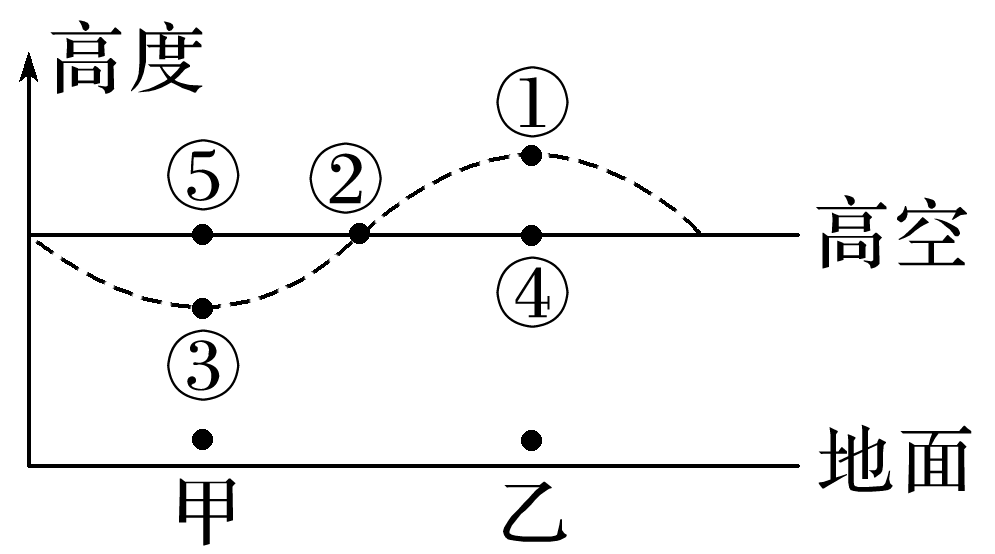 高度
①
⑤
②
高空
④
③
地面
甲
乙